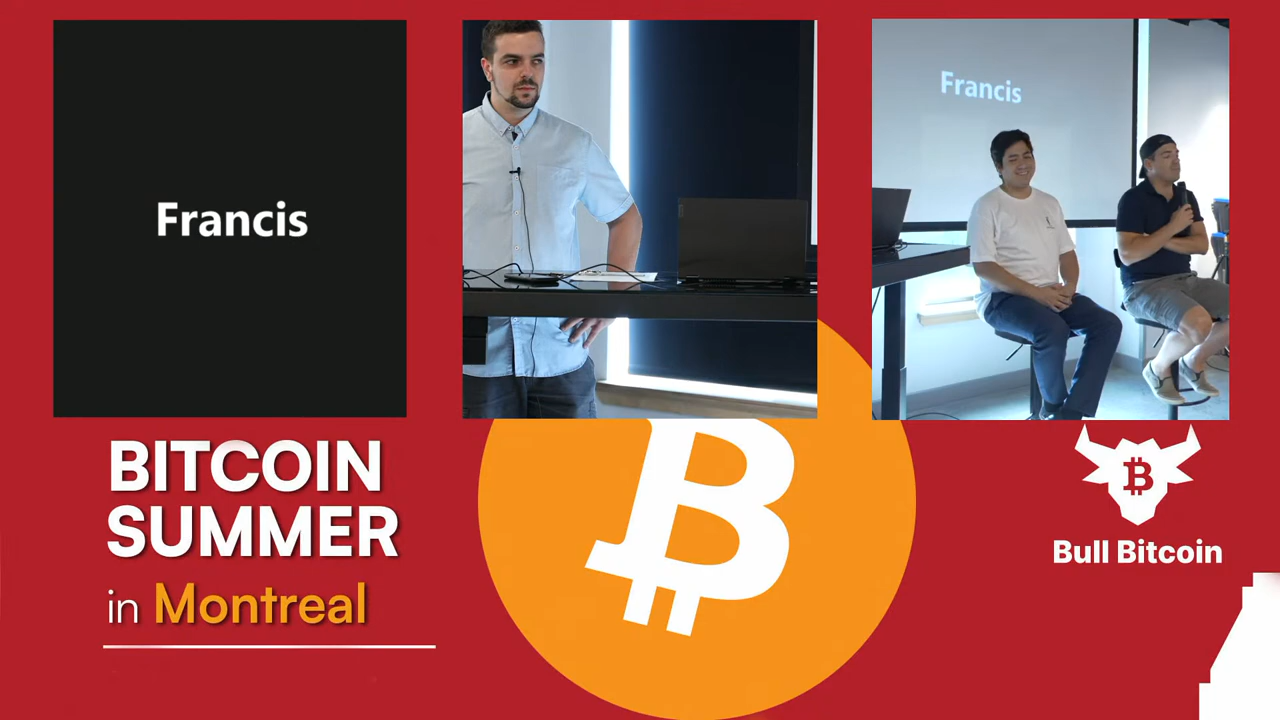 Francis
Francis
BITCOIN
SUMMER
in Montreal
Bull Bitcoin